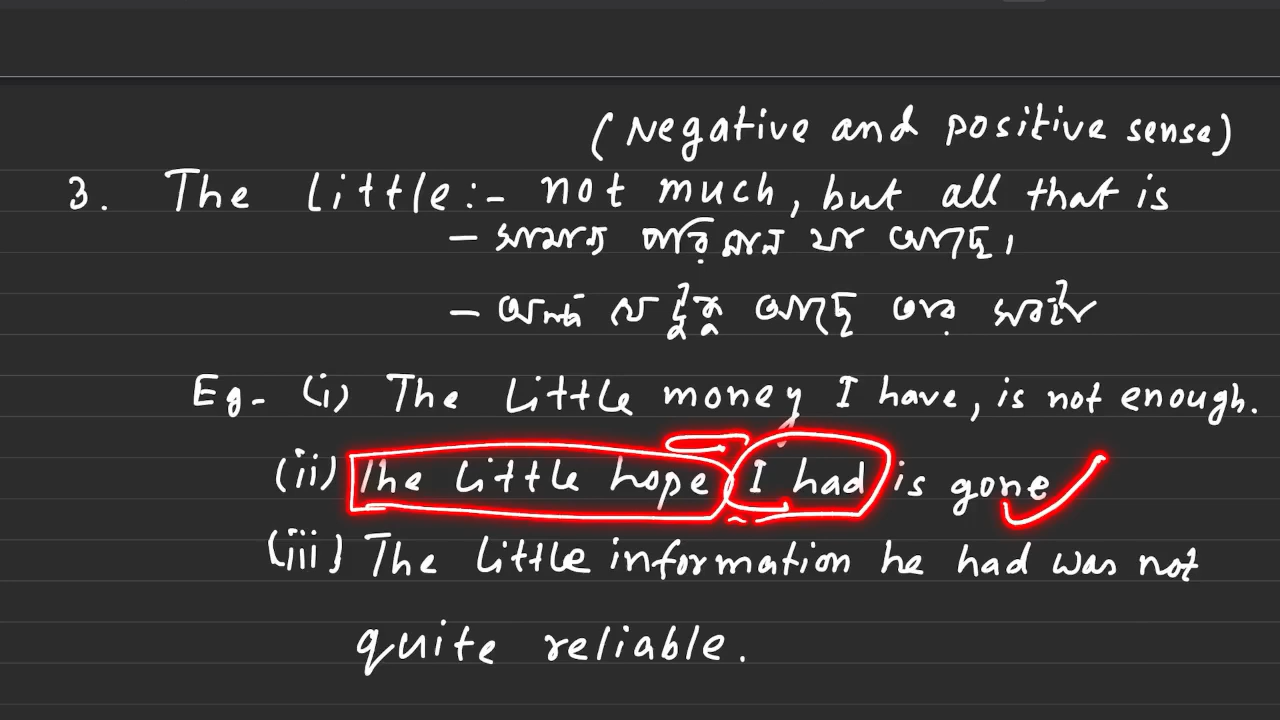 (Negative and positive sense)
3. The Little:- not much, but all that is
- সামান্য পৰিমান যা আছে।
-
Eg- (i) The Little money I have, is not enough.
(ii) The Little hope I had is gone
(iii) The Little information he had was not
quite reliable.